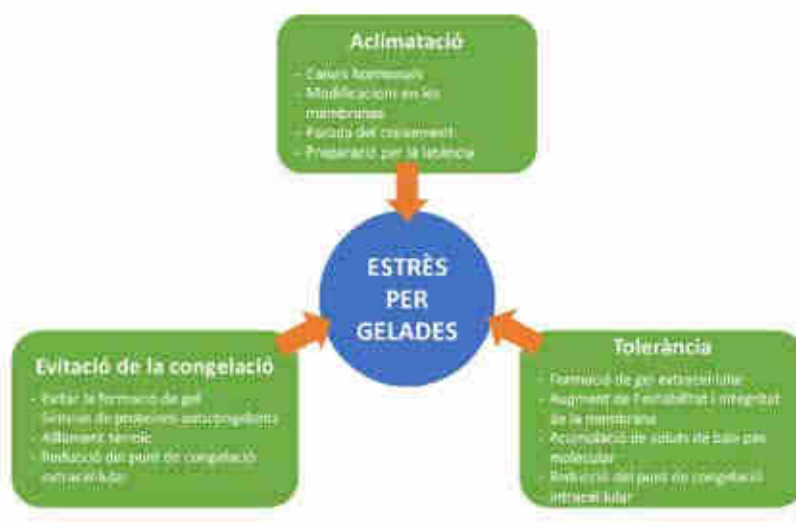 Aclimatació
- Canvis hormonals
- Modificacions en les
membranes
- Parada del creixement
- Preparació per la latència
ESTRÈS
PER
GELADES
Evitació de la congelació
- Evitar la formació de gel
- Síntesi de proteïnes anticongelants
- Aïllament tèrmic
- Reducció del punt de congelació
extracel·lular
Tolerància
- Formació de gel extracel·lular
- Augment de l'estabilitat i integritat
de la membrana
- Acumulació de soluts de baix pes
molecular
- Reducció del punt de congelació
intracel·lular